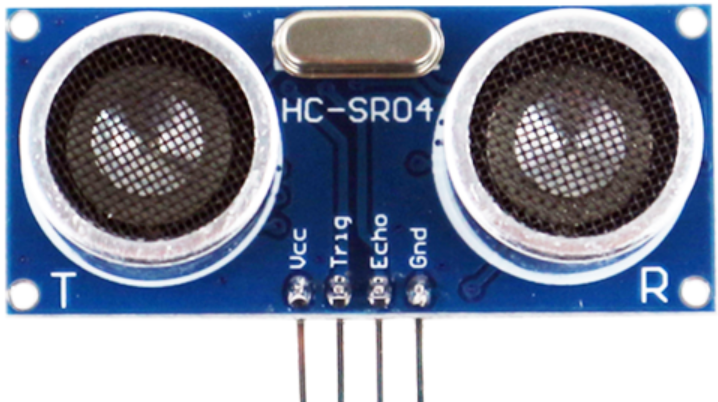 HC-SR04
Vcc
Trig
Echo
Gnd
T
R